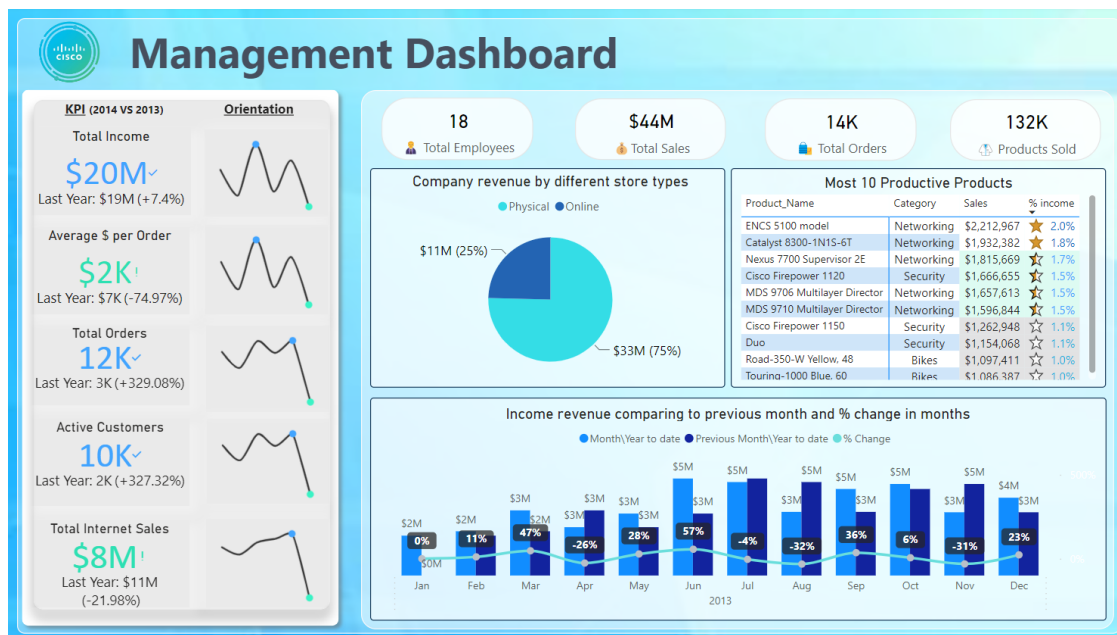 CISCO
Management Dashboard
KPI (2014 VS 2013)
Orientation
Total Income
$20M
Last Year: $19M (+7.4%)
Average $ per Order
$2K!
Last Year: $7K (-74.97%)
Total Orders
12K
Last Year: 3K (+329.08%)
Active Customers
10K
Last Year: 2K (+327.32%)
Total Internet Sales
$8M!
Last Year: $11M
(-21.98%)
18
Total Employees
$44M
Total Sales
14K
Total Orders
132K
Products Sold
Company revenue by different store types
Physical Online
$11M (25%)
$33M (75%)
Most 10 Productive Products
Product_Name Category Sales % income
ENCS 5100 model Networking $2,212,967 2.0%
Catalyst 8300-1N1S-6T Networking $1,932,382 1.8%
Nexus 7700 Supervisor 2E Networking $1,815,669 1.7%
Cisco Firepower 1120 Security $1,666,655 1.5%
MDS 9706 Multilayer Director Networking $1,657,613 1.5%
MDS 9710 Multilayer Director Networking $1,596,844 1.5%
Cisco Firepower 1150 Security $1,262,948 1.1%
Duo Security $1,154,068 1.1%
Road-350-W Yellow, 48 Bikes $1,097,411 1.0%
Touring-1000 Blue, 60 Bikes $1,086,387 1.0%
Income revenue comparing to previous month and % change in months
Month\Year to date Previous Month\Year to date % Change
$2M $2M $3M $2M $3M $3M $3M $3M $5M $3M $5M $3M $5M $5M $3M $5M $3M $5M $4M $3M
$0M
0% 11% 47% -26% 28% 57% -4% -32% 36% 6% -31% 23%
500%
0%
Jan Feb Mar Apr May Jun Jul Aug Sep Oct Nov Dec
2013